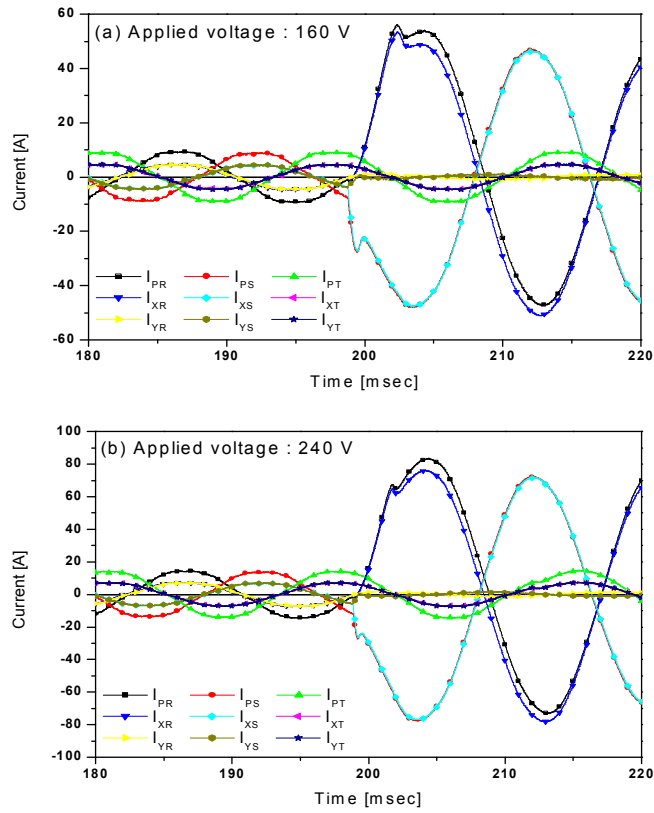 (a) Applied voltage : 160 V
60
40
20
0
-20
-40
-60
Current [A]
I_PR I_PS I_PT
I_XR I_XS I_XT
I_YR I_YS I_YT
180 190 200 210 220
Time [msec]
(b) Applied voltage : 240 V
100
80
60
40
20
0
-20
-40
-60
-80
-100
Current [A]
I_PR I_PS I_PT
I_XR I_XS I_XT
I_YR I_YS I_YT
180 190 200 210 220
Time [msec]